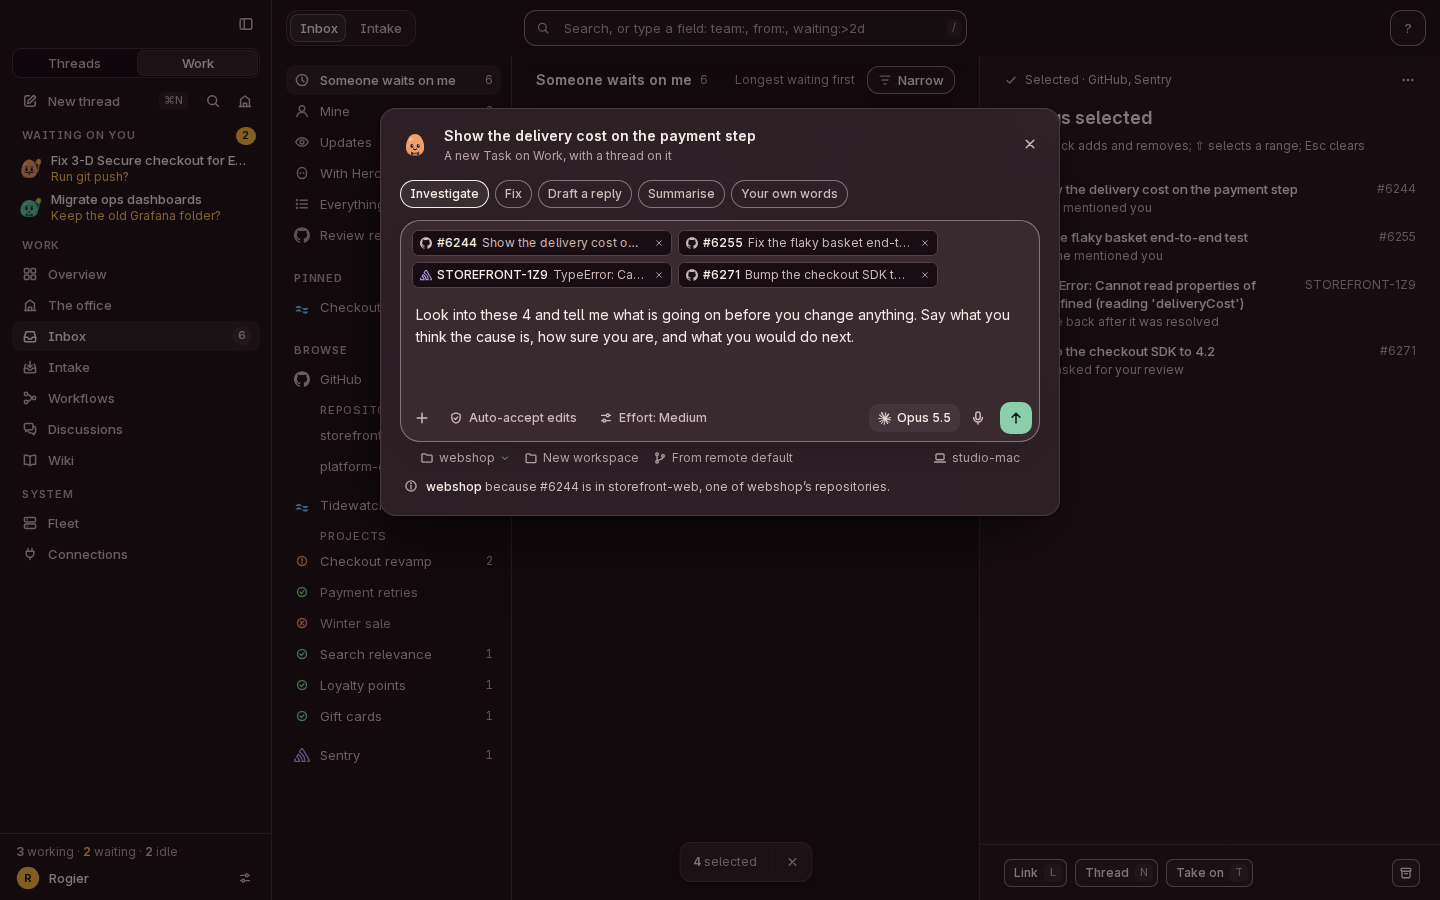 Threads
Work
New thread
⌘N
WAITING ON YOU
2
Fix 3-D Secure checkout for E…
Run git push?
Migrate ops dashboards
Keep the old Grafana folder?
WORK
Overview
The office
Inbox
6
Intake
Workflows
Discussions
Wiki
SYSTEM
Fleet
Connections
3 working · 2 waiting · 2 idle
R
Rogier
Inbox
Intake
Search, or type a field: team:, from:, waiting:>2d
/
?
Someone waits on me
6
Mine
Updates
With Herc
Everything
Review re
PINNED
Checkout
BROWSE
GitHub
REPOSITO
storefront
platform-
Tidewatc
PROJECTS
Checkout revamp
2
Payment retries
Winter sale
Search relevance
1
Loyalty points
1
Gift cards
1
Sentry
1
Someone waits on me 6
Longest waiting first
Narrow
Show the delivery cost on the payment step
A new Task on Work, with a thread on it
Investigate
Fix
Draft a reply
Summarise
Your own words
#6244 Show the delivery cost o…
#6255 Fix the flaky basket end-t…
STOREFRONT-1Z9 TypeError: Ca…
#6271 Bump the checkout SDK t…
Look into these 4 and tell me what is going on before you change anything. Say what you
think the cause is, how sure you are, and what you would do next.
Auto-accept edits
Effort: Medium
Opus 5.5
webshop
New workspace
From remote default
studio-mac
webshop because #6244 is in storefront-web, one of webshop’s repositories.
4 selected
Selected · GitHub, Sentry
selected
adds and removes; ⇧ selects a range; Esc clears
the delivery cost on the payment step
#6244
mentioned you
flaky basket end-to-end test
#6255
mentioned you
Error: Cannot read properties of
fined (reading 'deliveryCost')
STOREFRONT-1Z9
back after it was resolved
the checkout SDK to 4.2
#6271
asked for your review
Link L
Thread N
Take on T